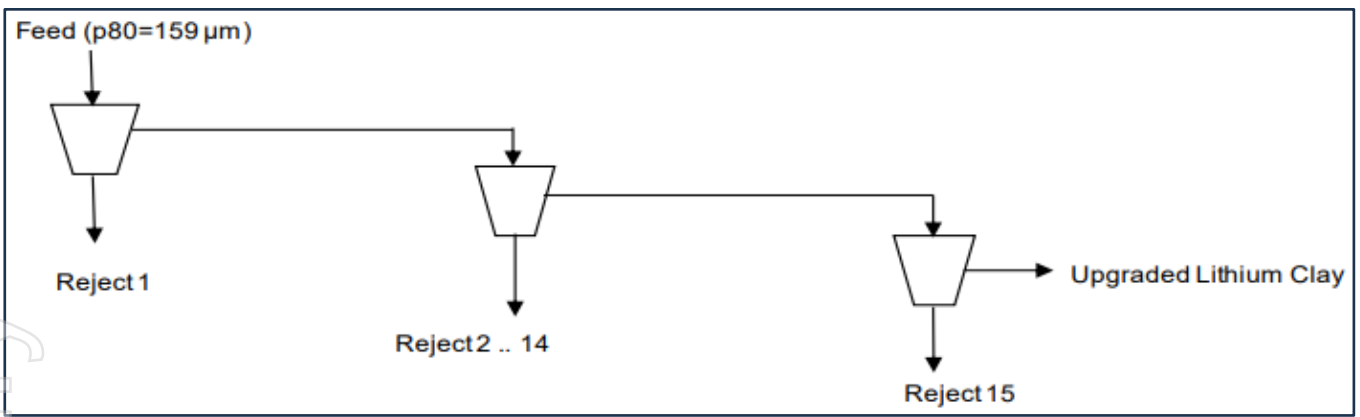 Feed (p80=159 µm)
Reject 1
Reject 2 .. 14
Upgraded Lithium Clay
Reject 15